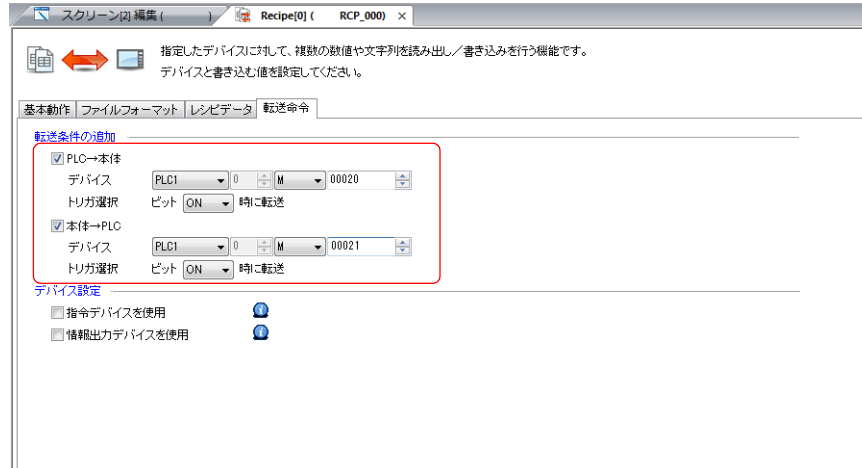 スクリーン[2] 編集 ( ) Recipe[0] ( RCP_000) ×
指定したデバイスに対して、複数の数値や文字列を読み出し／書き込みを行う機能です。
デバイスと書き込む値を設定してください。
基本動作 ファイルフォーマット レシピデータ 転送命令
転送条件の追加
PLC→本体
デバイス PLC1 0 M 00020
トリガ選択 ビット ON 時に転送
本体→PLC
デバイス PLC1 0 M 00021
トリガ選択 ビット ON 時に転送
デバイス設定
指令デバイスを使用
情報出力デバイスを使用